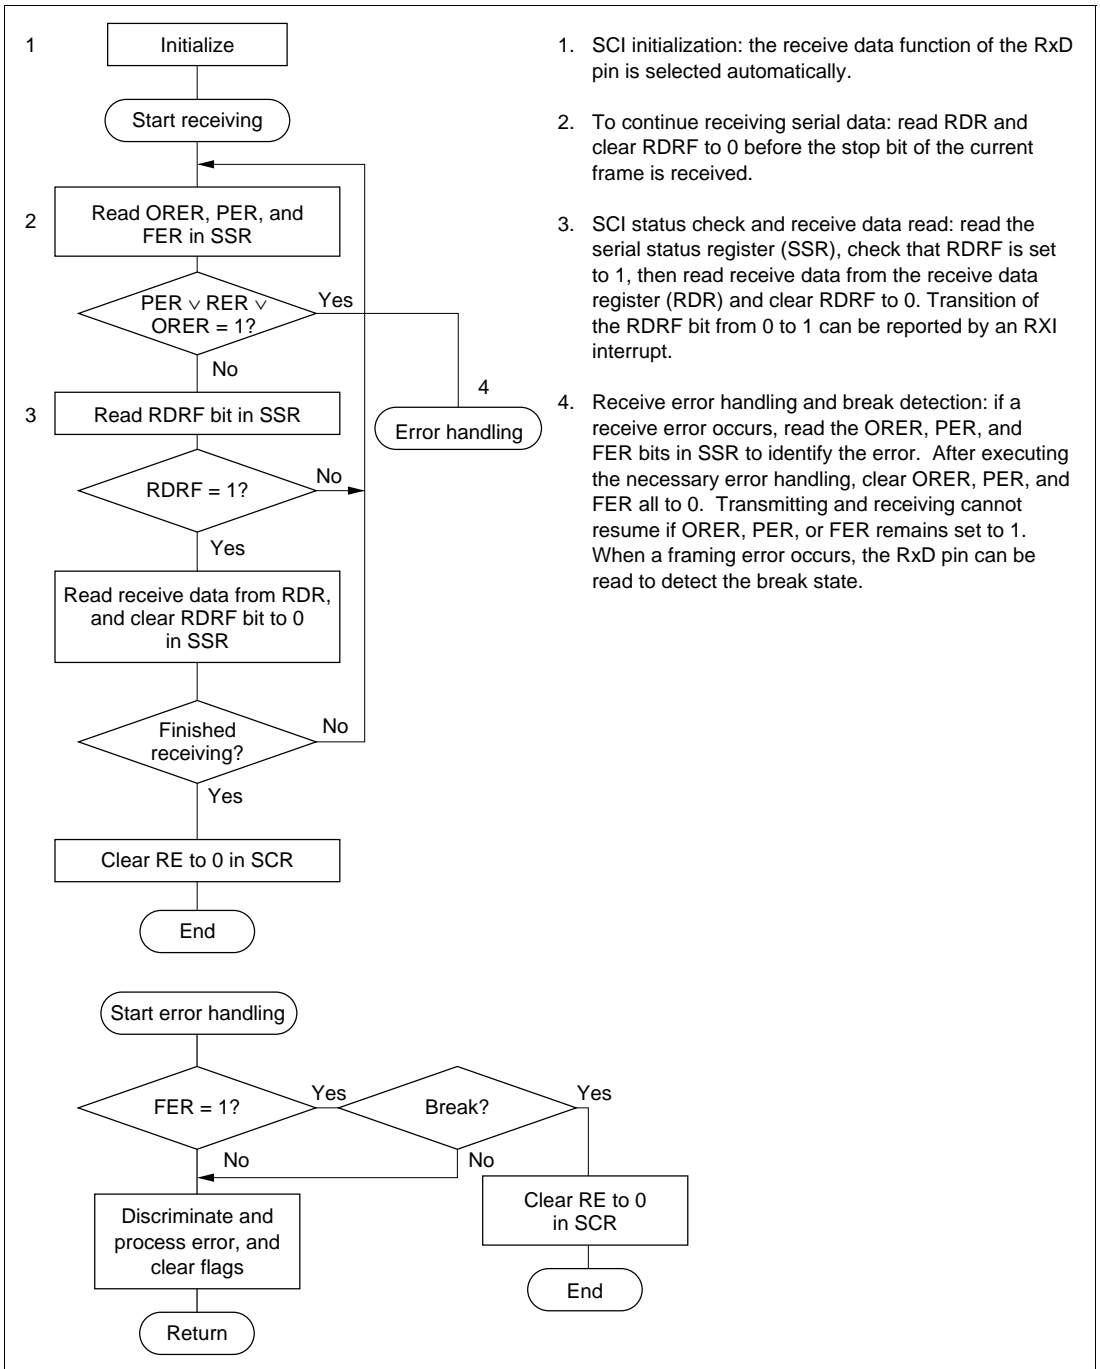 1
Initialize
Start receiving
2
Read ORER, PER, and
FER in SSR
PER ∨ RER ∨
ORER = 1?
Yes
No
4
Error handling
3
Read RDRF bit in SSR
RDRF = 1?
No
Yes
Read receive data from RDR,
and clear RDRF bit to 0
in SSR
Finished
receiving?
No
Yes
Clear RE to 0 in SCR
End
1. SCI initialization: the receive data function of the RxD
pin is selected automatically.
2. To continue receiving serial data: read RDR and
clear RDRF to 0 before the stop bit of the current
frame is received.
3. SCI status check and receive data read: read the
serial status register (SSR), check that RDRF is set
to 1, then read receive data from the receive data
register (RDR) and clear RDRF to 0. Transition of
the RDRF bit from 0 to 1 can be reported by an RXI
interrupt.
4. Receive error handling and break detection: if a
receive error occurs, read the ORER, PER, and
FER bits in SSR to identify the error. After executing
the necessary error handling, clear ORER, PER, and
FER all to 0. Transmitting and receiving cannot
resume if ORER, PER, or FER remains set to 1.
When a framing error occurs, the RxD pin can be
read to detect the break state.
Start error handling
FER = 1?
Yes
Break?
Yes
No
No
Discriminate and
process error, and
clear flags
Clear RE to 0
in SCR
End
Return